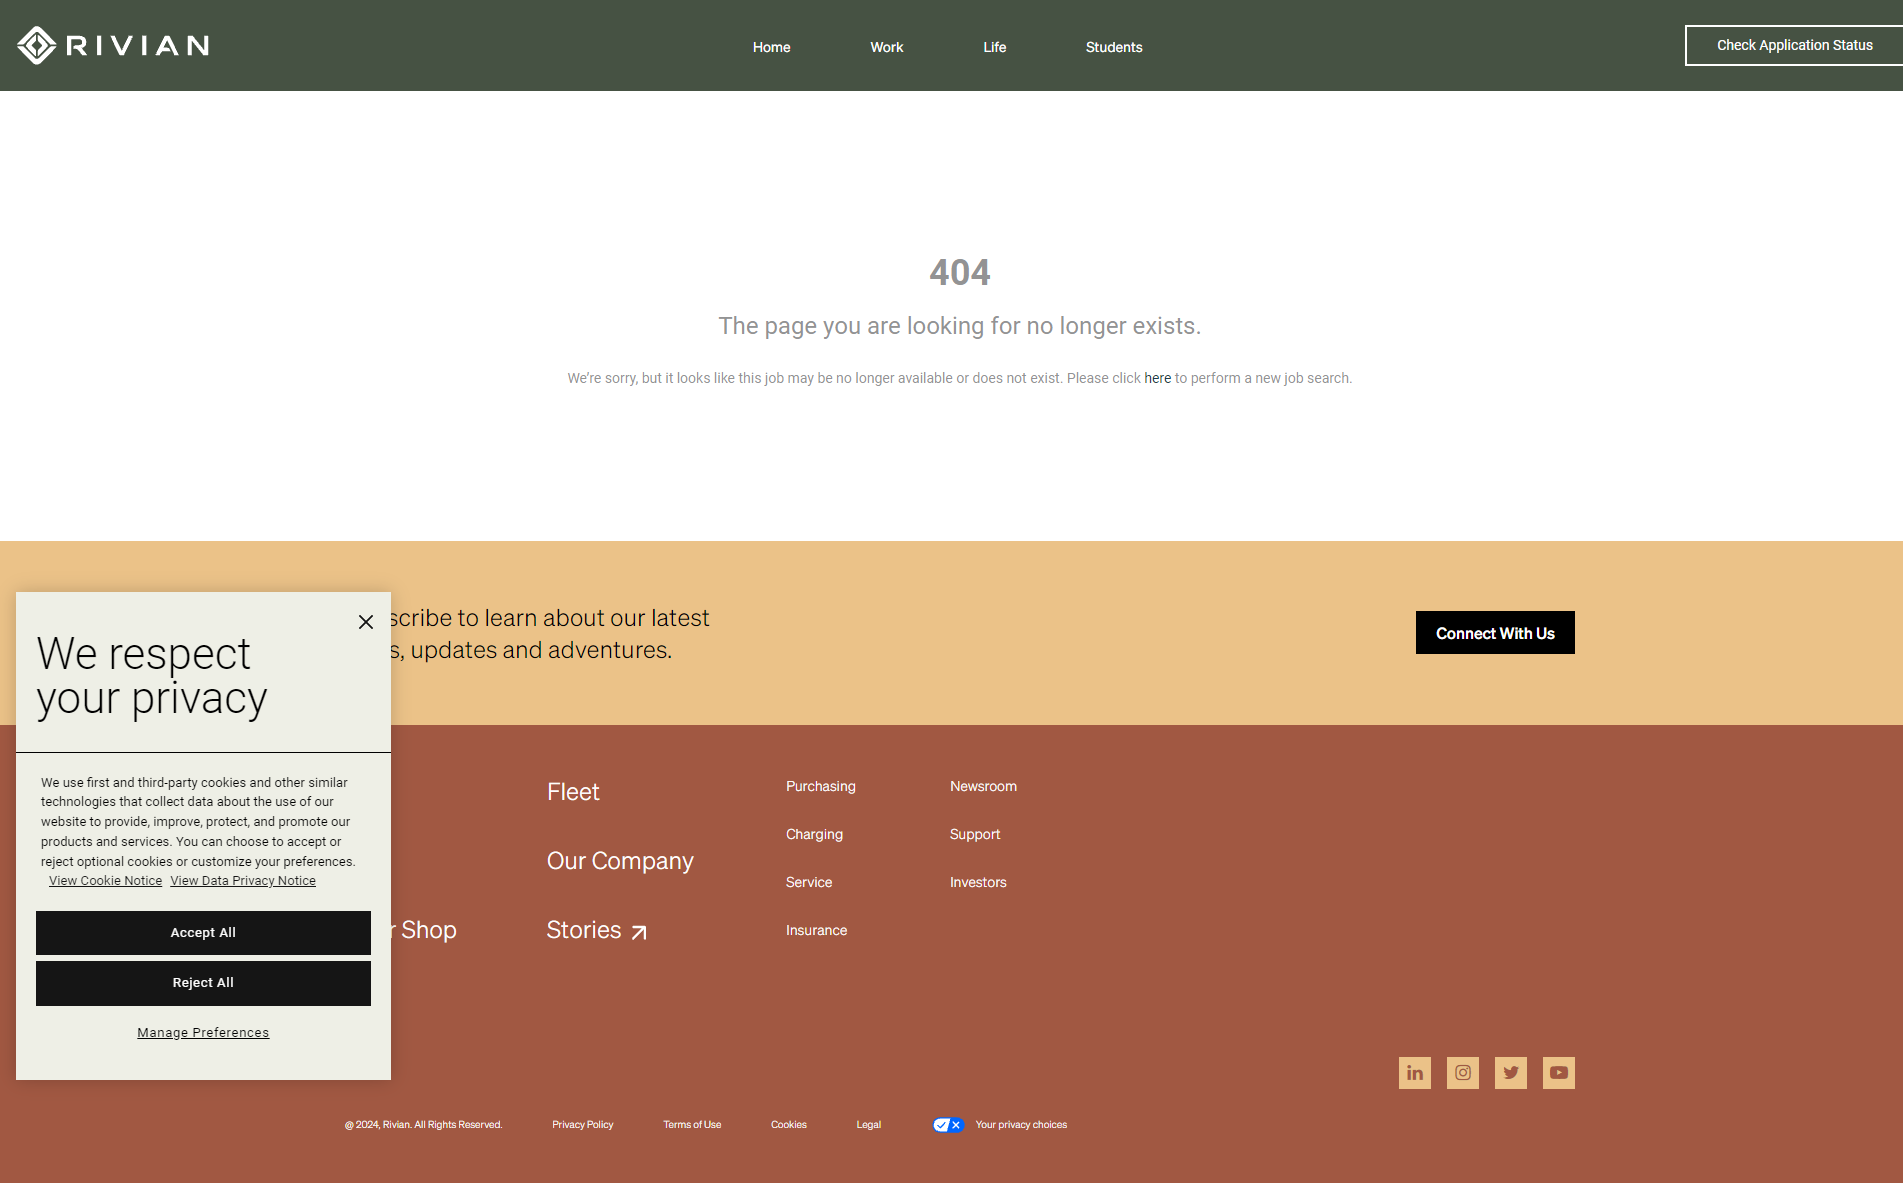 RIVIAN
Home
Work
Life
Students
Check Application Status
404
The page you are looking for no longer exists.
We're sorry, but it looks like this job may be no longer available or does not exist. Please click here to perform a new job search.
scribe to learn about our latest
s, updates and adventures.
Connect With Us
We respect
your privacy
We use first and third-party cookies and other similar
technologies that collect data about the use of our
website to provide, improve, protect, and promote our
products and services. You can choose to accept or
reject optional cookies or customize your preferences.
View Cookie Notice View Data Privacy Notice
Accept All
Reject All
Manage Preferences
r Shop
Fleet
Our Company
Stories
Purchasing
Charging
Service
Insurance
Newsroom
Support
Investors
in
@ 2024, Rivian. All Rights Reserved.
Privacy Policy
Terms of Use
Cookies
Legal
Your privacy choices